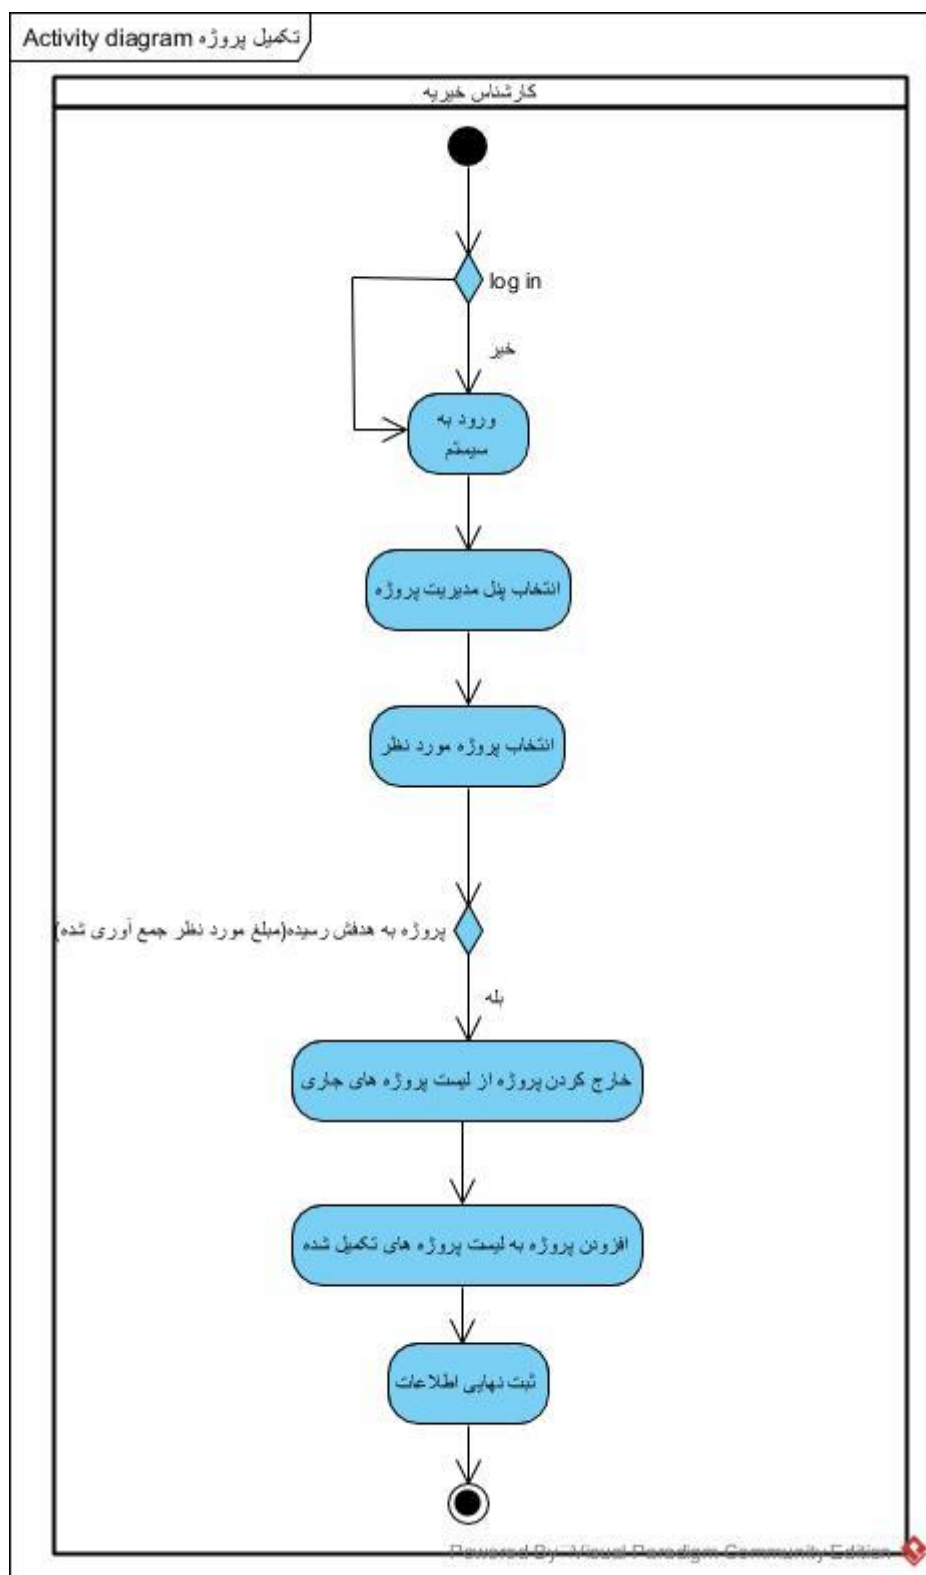 Activity diagram تکمیل پروژه
کارشناس خیریه
log in
خیر
ورود به
سیستم
انتخاب پنل مدیریت پروژه
انتخاب پروژه مورد نظر
پروژه به هدفش رسیده(مبلغ مورد نظر جمع آوری شده)
بله
خارج کردن پروژه از لیست پروژه های جاری
افزودن پروژه به لیست پروژه های تکمیل شده
ثبت نهایی اطلاعات
Powered By Visual Paradigm Community Edition